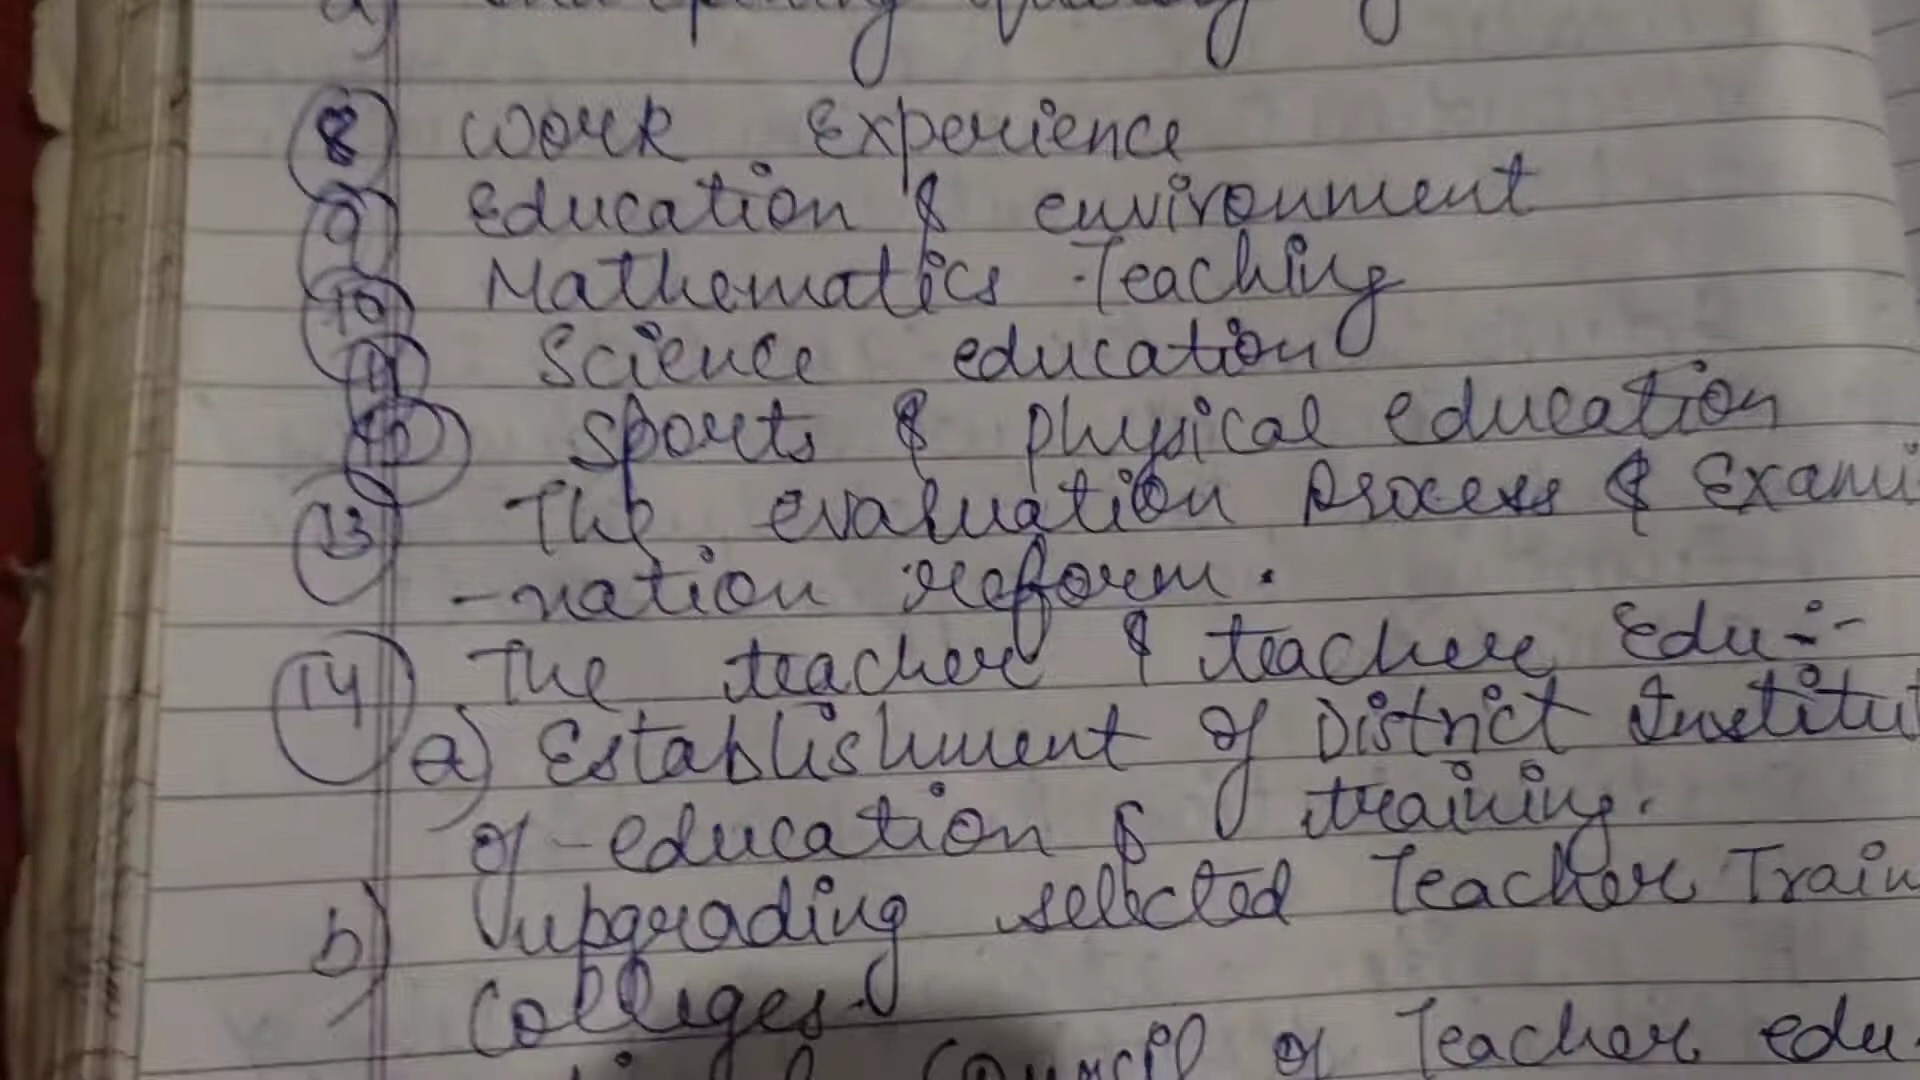 8 Work Experience
9 Education & environment
10 Mathematics Teaching
11 Science education
12 Sports & physical education
13 The evaluation Process & Exami
-nation reform.
14 The teacher & teacher Edu:-
a) Establishment of District Institut
of education & training.
b) upgrading selected Teacher Train
Colleges.
Council of Teacher edu.